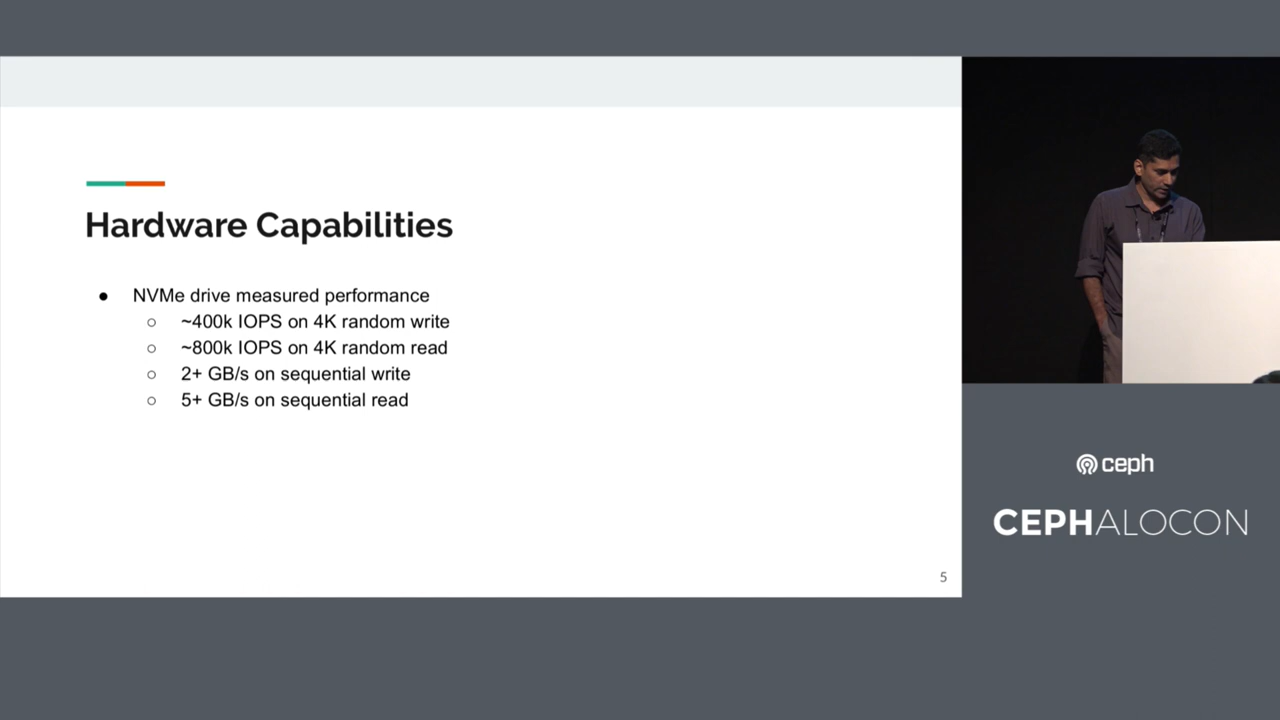 Hardware Capabilities
● NVMe drive measured performance
○ ~400k IOPS on 4K random write
○ ~800k IOPS on 4K random read
○ 2+ GB/s on sequential write
○ 5+ GB/s on sequential read
5
ceph
CEPHALOCON